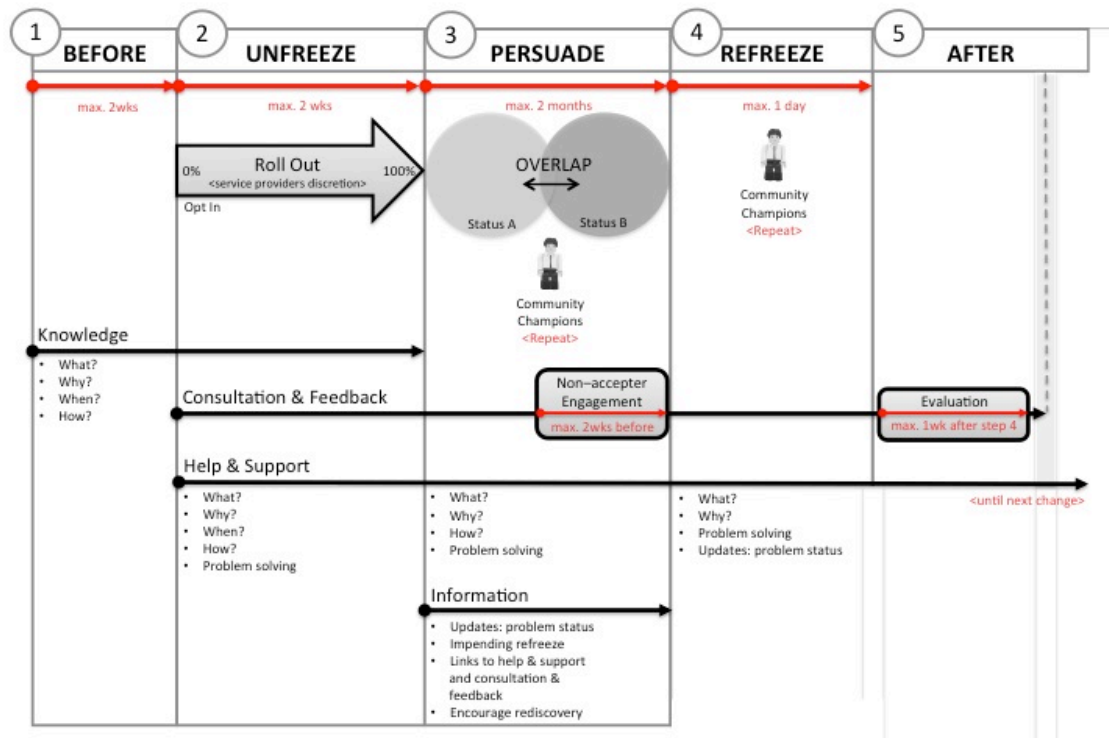 1
BEFORE
2
UNFREEZE
3
PERSUADE
4
REFREEZE
5
AFTER
max. 2wks
max. 2 wks
max. 2 months
max. 1 day
0%
Roll Out
100%
<service providers discretion>
Opt In
OVERLAP
Status A
Status B
Community
Champions
<Repeat>
Community
Champions
<Repeat>
Knowledge
• What?
• Why?
• When?
• How?
Consultation & Feedback
Non–accepter
Engagement
max. 2wks before
Evaluation
max. 1wk after step 4
Help & Support
• What?
• Why?
• When?
• How?
• Problem solving
• What?
• Why?
• How?
• Problem solving
• What?
• Why?
• Problem solving
• Updates: problem status
<until next change>
Information
• Updates: problem status
• Impending refreeze
• Links to help & support
and consultation &
feedback
• Encourage rediscovery